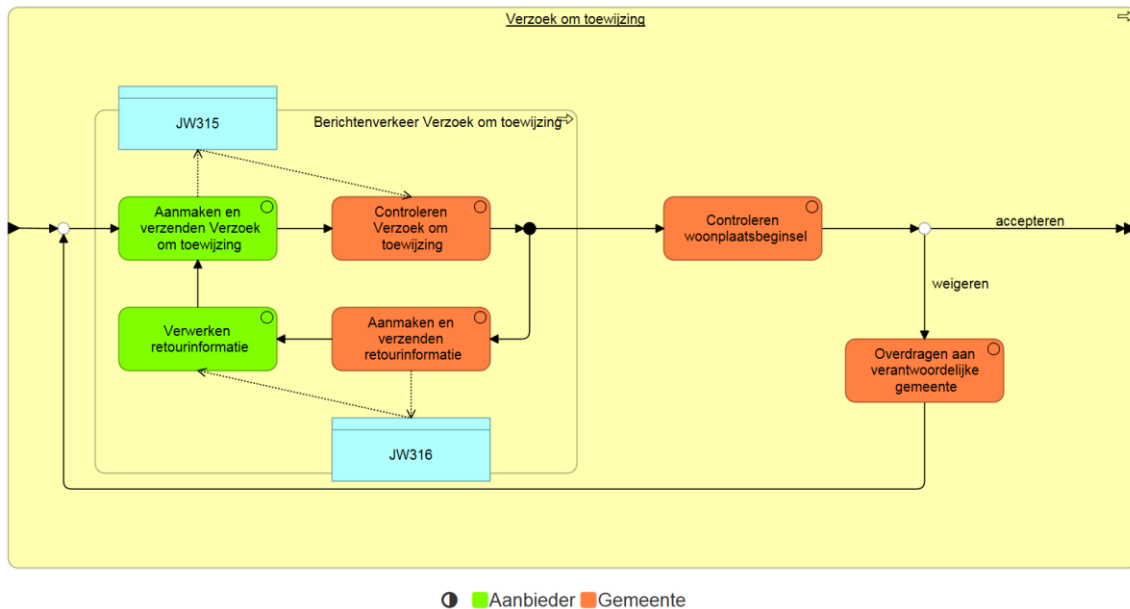 Verzoek om toewijzing
JW315
Berichtenverkeer Verzoek om toewijzing
Aanmaken en
verzenden Verzoek
om toewijzing
Controleren
Verzoek om
toewijzing
Controleren
woonplaatsbeginsel
accepteren
weigeren
Verwerken
retourinformatie
Aanmaken en
verzenden
retourinformatie
Overdragen aan
verantwoordelijke
gemeente
JW316
Aanbieder
Gemeente